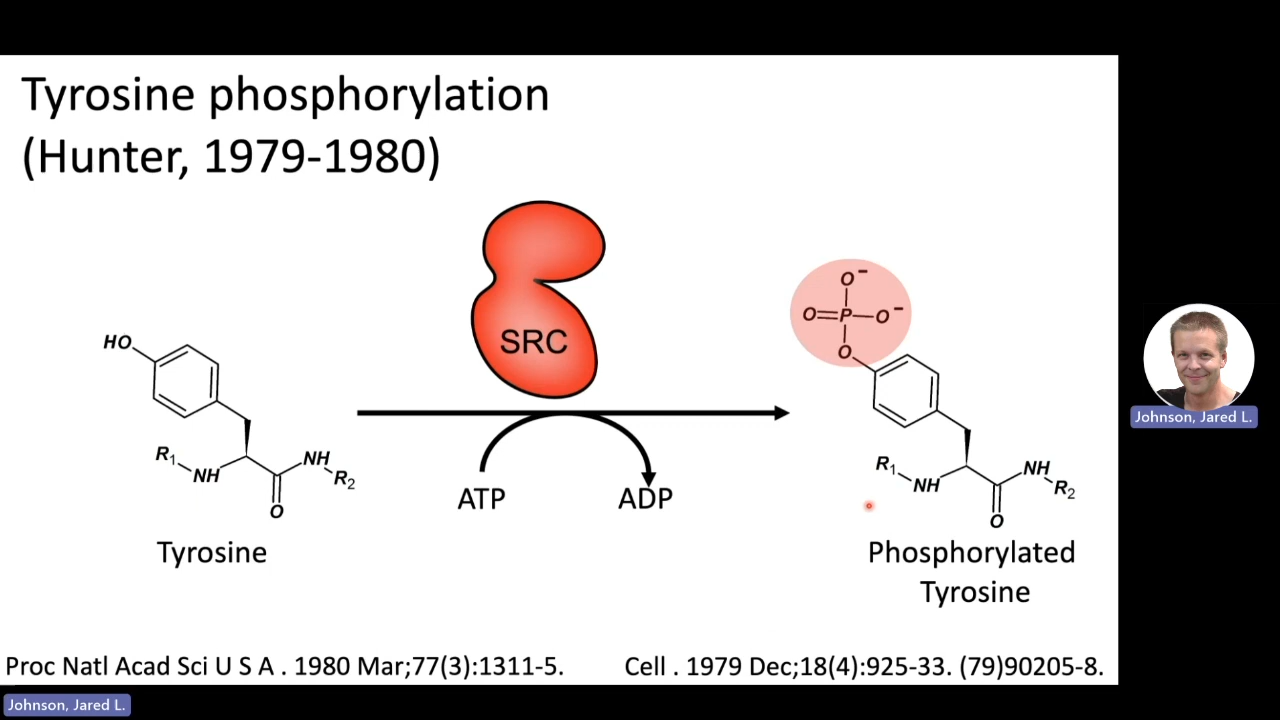 Tyrosine phosphorylation
(Hunter, 1979-1980)
SRC
ATP
ADP
HO
R1
NH
O
NH
R2
Tyrosine
O−
O=P—O−
O
R1
NH
O
NH
R2
Phosphorylated
Tyrosine
Proc Natl Acad Sci U S A . 1980 Mar;77(3):1311-5.
Cell . 1979 Dec;18(4):925-33. (79)90205-8.
Johnson, Jared L.
Johnson, Jared L.